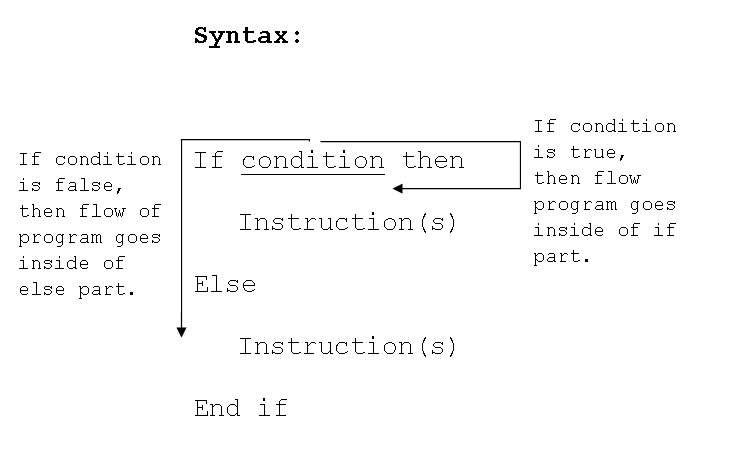 Syntax:
If condition
is false,
then flow of
program goes
inside of
else part.
If condition then
Instruction(s)
Else
Instruction(s)
End if
If condition
is true,
then flow
program goes
inside of if
part.